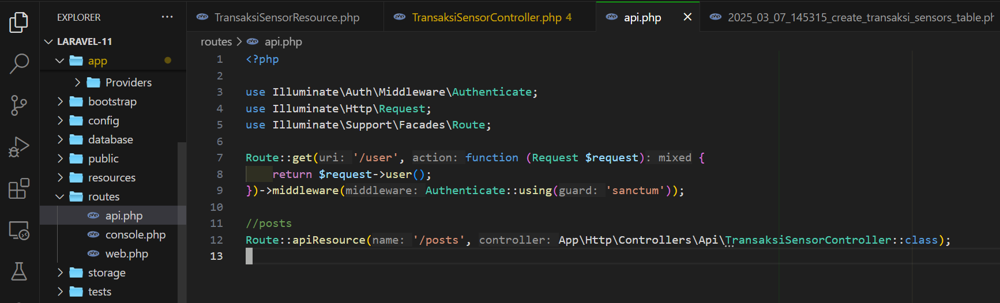 EXPLORER ···
LARAVEL-11
app
Providers
bootstrap
config
database
public
resources
routes
api.php
console.php
web.php
storage
tests
TransaksiSensorResource.php TransaksiSensorController.php 4 api.php 2025_03_07_145315_create_transaksi_sensors_table.ph
routes > api.php
1 <?php
2
3 use Illuminate\Auth\Middleware\Authenticate;
4 use Illuminate\Http\Request;
5 use Illuminate\Support\Facades\Route;
6
7 Route::get(uri: '/user', action: function (Request $request): mixed {
8 return $request->user();
9 })->middleware(middleware: Authenticate::using(guard: 'sanctum'));
10
11 //posts
12 Route::apiResource(name: '/posts', controller: App\Http\Controllers\Api\TransaksiSensorController::class);
13